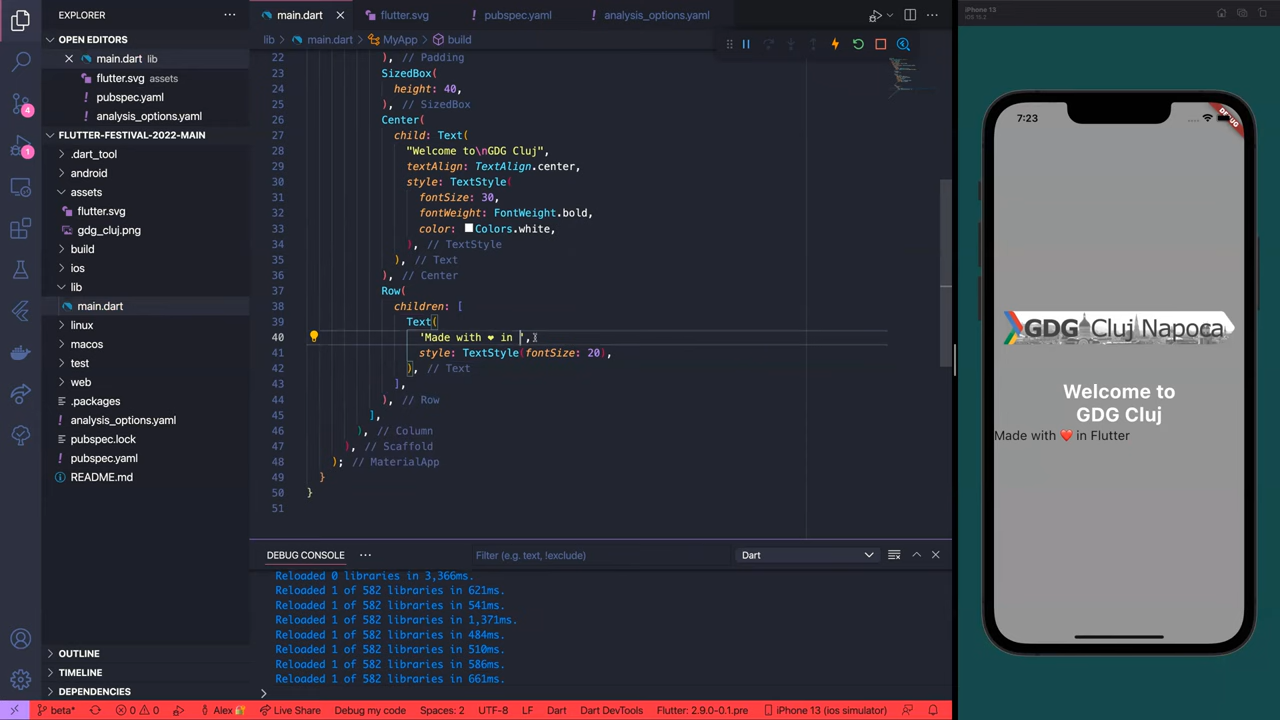 EXPLORER
OPEN EDITORS
main.dart lib
flutter.svg assets
pubspec.yaml
analysis_options.yaml
FLUTTER-FESTIVAL-2022-MAIN
.dart_tool
android
assets
flutter.svg
gdg_cluj.png
build
ios
lib
main.dart
linux
macos
test
web
.packages
analysis_options.yaml
pubspec.lock
pubspec.yaml
README.md
OUTLINE
TIMELINE
DEPENDENCIES
4
1
main.dart
flutter.svg
pubspec.yaml
analysis_options.yaml
lib > main.dart > MyApp > build
22 ), // Padding
23 SizedBox(
24 height: 40,
25 ), // SizedBox
26 Center(
27 child: Text(
28 "Welcome to\nGDG Cluj",
29 textAlign: TextAlign.center,
30 style: TextStyle(
31 fontSize: 30,
32 fontWeight: FontWeight.bold,
33 color: Colors.white,
34 ), // TextStyle
35 ), // Text
36 ), // Center
37 Row(
38 children: [
39 Text(
40 'Made with ❤ in ',
41 style: TextStyle(fontSize: 20),
42 ), // Text
43 ],
44 ), // Row
45 ],
46 ), // Column
47 ), // Scaffold
48 ); // MaterialApp
49 }
50 }
51
DEBUG CONSOLE
Filter (e.g. text, !exclude)
Dart
Reloaded 0 libraries in 3,366ms.
Reloaded 1 of 582 libraries in 621ms.
Reloaded 1 of 582 libraries in 541ms.
Reloaded 1 of 582 libraries in 1,371ms.
Reloaded 1 of 582 libraries in 484ms.
Reloaded 1 of 582 libraries in 510ms.
Reloaded 1 of 582 libraries in 586ms.
Reloaded 1 of 582 libraries in 661ms.
beta* 0 0 Alex Live Share Debug my code Spaces: 2 UTF-8 LF Dart Dart DevTools Flutter: 2.9.0-0.1.pre iPhone 13 (ios simulator)
iPhone 13
iOS 15.2
7:23
DEBUG
GDG Cluj Napoca
Welcome to
GDG Cluj
Made with ❤️ in Flutter